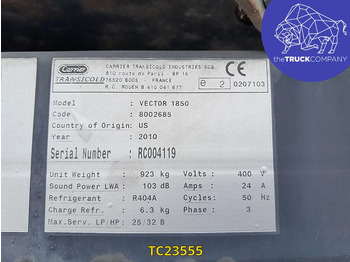 Carrier
TRANSICOLD
CARRIER TRANSICOLD INDUSTRIES SCS
810 route de Paris - BP 16
76520 BOOS - FRANCE
R.C. ROUEN B 410 041 677
CE
e 2 0207103
Model : VECTOR 1850
Code : 8002685
Country of Origin: US
Year : 2010
Serial Number : RC004119
Unit Weight : 923 kg Volts : 400 V
Sound Power LWA : 103 dB Amps : 24 A
Refrigerant : R404A Cycles: 50 Hz
Charge Refr. : 6.3 kg Phase : 3
Max.Serv. LP/HP: 25/32 B
TC23555
theTRUCKCOMPANY